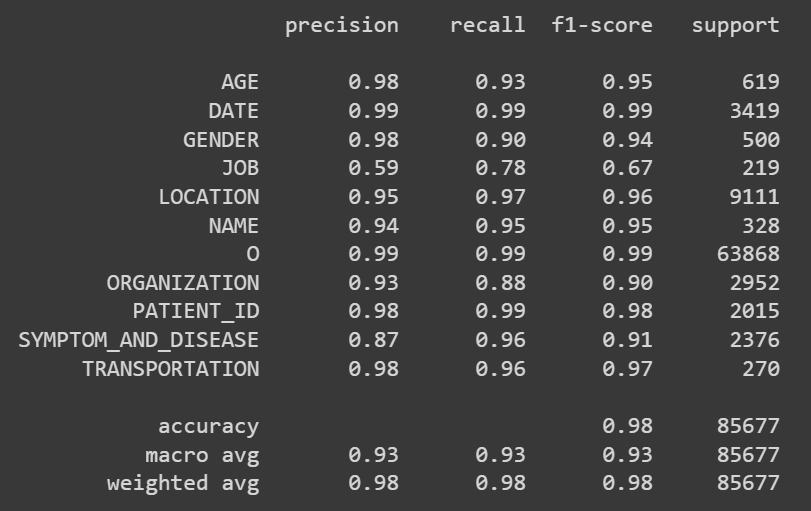 precision recall f1-score support
AGE 0.98 0.93 0.95 619
DATE 0.99 0.99 0.99 3419
GENDER 0.98 0.90 0.94 500
JOB 0.59 0.78 0.67 219
LOCATION 0.95 0.97 0.96 9111
NAME 0.94 0.95 0.95 328
O 0.99 0.99 0.99 63868
ORGANIZATION 0.93 0.88 0.90 2952
PATIENT_ID 0.98 0.99 0.98 2015
SYMPTOM_AND_DISEASE 0.87 0.96 0.91 2376
TRANSPORTATION 0.98 0.96 0.97 270
accuracy 0.98 85677
macro avg 0.93 0.93 0.93 85677
weighted avg 0.98 0.98 0.98 85677